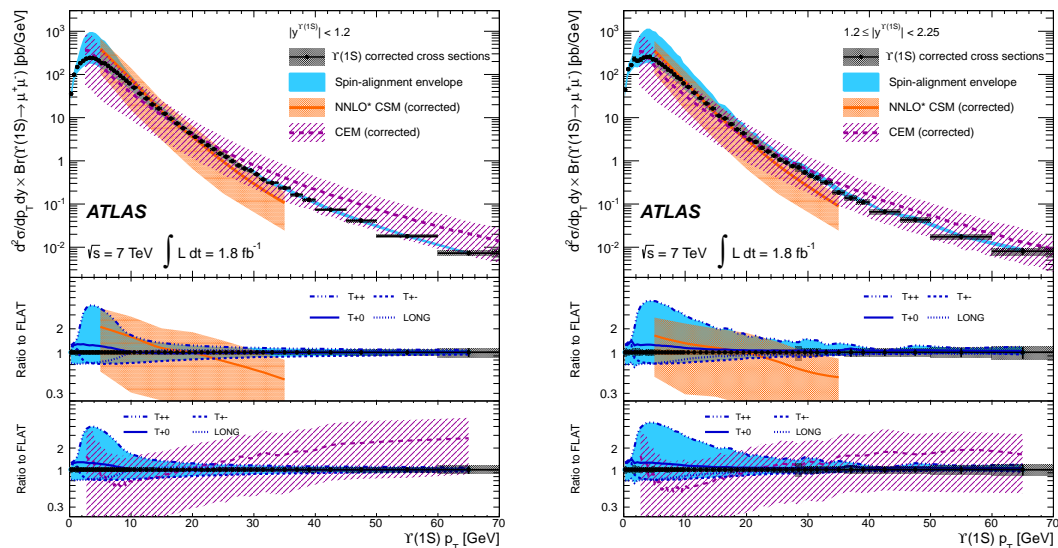 d² σ/dp_T dy × Br(ϒ(1S)→ μ⁺μ⁻) [pb/GeV]
10³
10²
10
1
10⁻¹
10⁻²
|y^ϒ(1S)| < 1.2
ϒ(1S) corrected cross sections
Spin-alignment envelope
NNLO* CSM (corrected)
CEM (corrected)
ATLAS
√s = 7 TeV ∫ L dt = 1.8 fb⁻¹
Ratio to FLAT
2
1
0.3
T++ T+-
T+0 LONG
Ratio to FLAT
2
1
0.3
T++ T+-
T+0 LONG
0 10 20 30 40 50 60 70
ϒ(1S) p_T [GeV]
d² σ/dp_T dy × Br(ϒ(1S)→ μ⁺μ⁻) [pb/GeV]
10³
10²
10
1
10⁻¹
10⁻²
1.2 ≤ |y^ϒ(1S)| < 2.25
ϒ(1S) corrected cross sections
Spin-alignment envelope
NNLO* CSM (corrected)
CEM (corrected)
ATLAS
√s = 7 TeV ∫ L dt = 1.8 fb⁻¹
Ratio to FLAT
2
1
0.3
T++ T+-
T+0 LONG
Ratio to FLAT
2
1
0.3
T++ T+-
T+0 LONG
0 10 20 30 40 50 60 70
ϒ(1S) p_T [GeV]